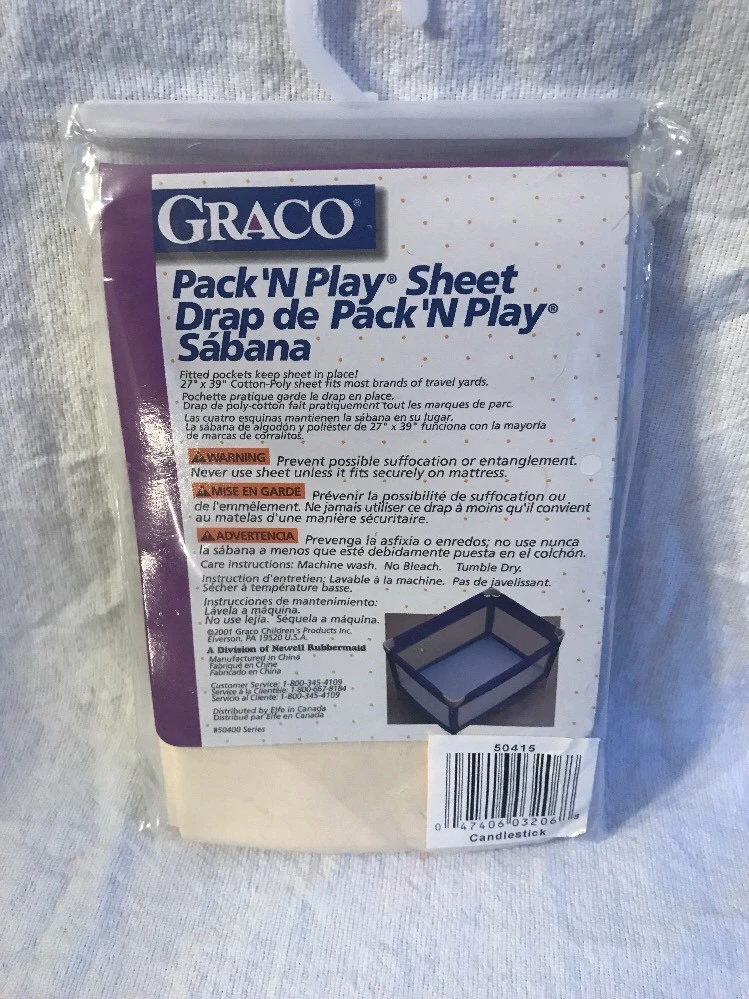 GRACO®
Pack 'N Play® Sheet
Drap de Pack 'N Play®
Sábana
Fitted pockets keep sheet in place!
27" x 39" Cotton-Poly sheet fits most brands of travel yards.
Pochette pratique garde le drap en place.
Drap de poly-cotton fait pratiquement tout les marques de parc.
Las cuatro esquinas mantienen la sábana en su lugar.
La sábana de algodón y poliéster de 27" x 39" funciona con la mayoría
de marcas de corralitos.
WARNING Prevent possible suffocation or entanglement.
Never use sheet unless it fits securely on mattress.
MISE EN GARDE Prévenir la possibilité de suffocation ou
de l'emmêlement. Ne jamais utiliser ce drap à moins qu'il convient
au matelas d'une manière sécuritaire.
ADVERTENCIA Prevenga la asfixia o enredos; no use nunca
la sábana a menos que esté debidamente puesta en el colchón.
Care Instructions: Machine wash. No Bleach. Tumble Dry.
Instruction d'entretien: Lavable à la machine. Pas de javelissant.
Sécher à température basse.
Instrucciones de mantenimiento:
Lávela a máquina.
No use lejía. Séquela a máquina.
©2001 Graco Children's Products Inc.
Elverson, PA 19520 U.S.A.
A Division of Newell Rubbermaid
Manufactured in China
Fabriqué en Chine
Fabricado en China
Customer Service: 1-800-345-4109
Service à la Clientèle: 1-800-667-8184
Servicio al Cliente: 1-800-345-4109
Distributed by Elfe in Canada
Distribué par Elfe en Canada
#50400 Series
50415
0 47406 03206 8
Candlestick